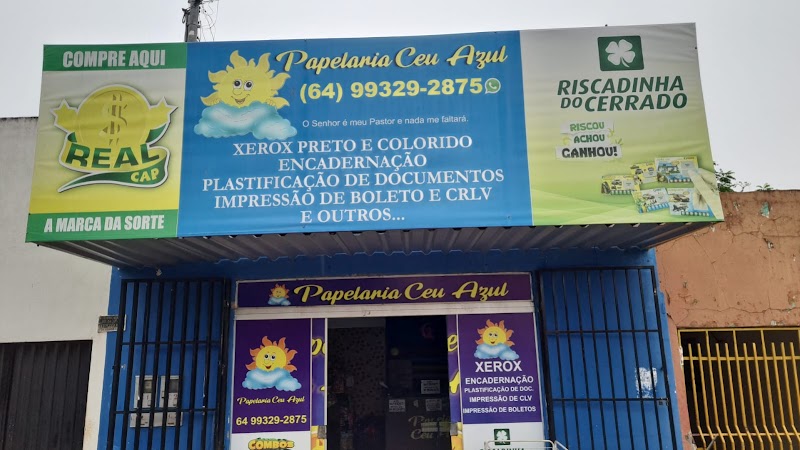 COMPRE AQUI
REAL
CAP
A MARCA DA SORTE
Papelaria Ceu Azul
(64) 99329-2875
O Senhor é meu Pastor e nada me faltará.
XEROX PRETO E COLORIDO
ENCADERNAÇÃO
PLASTIFICAÇÃO DE DOCUMENTOS
IMPRESSÃO DE BOLETO E CRLV
E OUTROS...
RISCADINHA
DO CERRADO
RISCOU
ACHOU
GANHOU!
Papelaria Ceu Azul
Papelaria Ceu Azul
64 99329-2875
COMBOS
XEROX
ENCADERNAÇÃO
PLASTIFICAÇÃO DE DOC.
IMPRESSÃO DE CLV
IMPRESSÃO DE BOLETOS